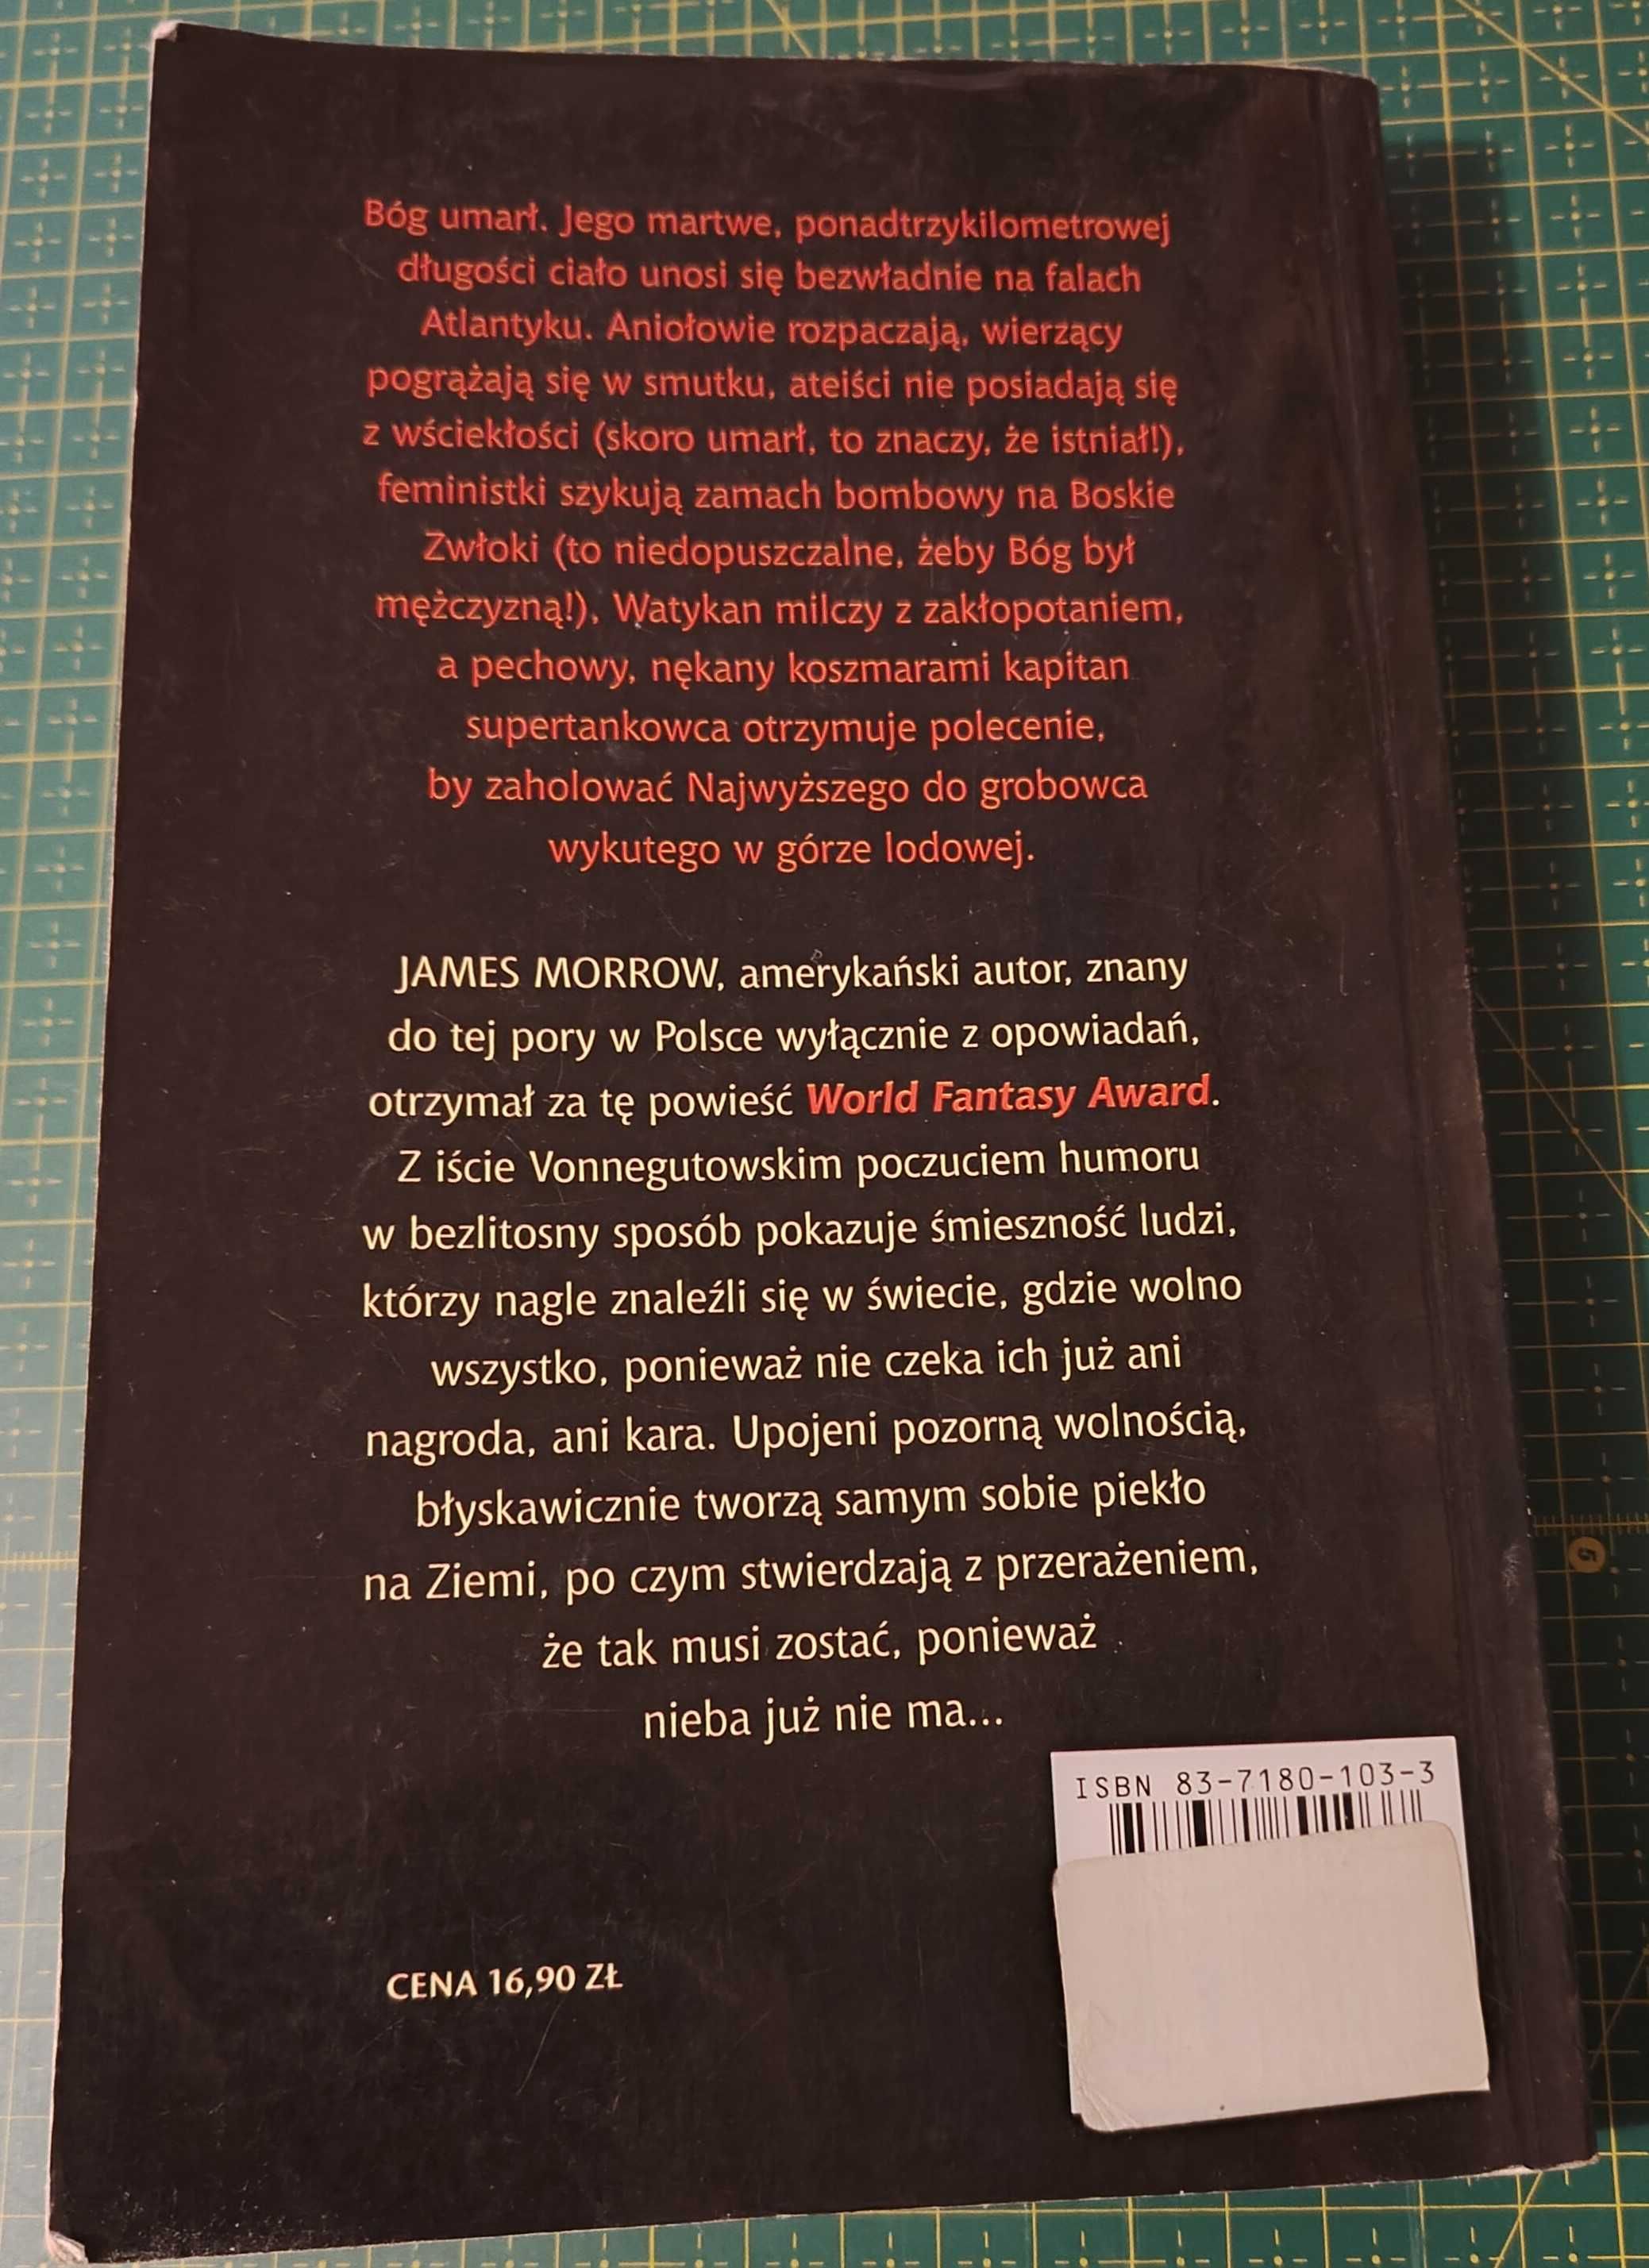 Bóg umarł. Jego martwe, ponadtrzykilometrowej
długości ciało unosi się bezwładnie na falach
Atlantyku. Aniołowie rozpaczają, wierzący
pogrążają się w smutku, ateiści nie posiadają się
z wściekłości (skoro umarł, to znaczy, że istniał!),
feministki szykują zamach bombowy na Boskie
Zwłoki (to niedopuszczalne, żeby Bóg był
mężczyzną!), Watykan milczy z zakłopotaniem,
a pechowy, nękany koszmarami kapitan
supertankowca otrzymuje polecenie,
by zaholować Najwyższego do grobowca
wykutego w górze lodowej.
JAMES MORROW, amerykański autor, znany
do tej pory w Polsce wyłącznie z opowiadań,
otrzymał za tę powieść World Fantasy Award.
Z iście Vonnegutowskim poczuciem humoru
w bezlitosny sposób pokazuje śmieszność ludzi,
którzy nagle znaleźli się w świecie, gdzie wolno
wszystko, ponieważ nie czeka ich już ani
nagroda, ani kara. Upojeni pozorną wolnością,
błyskawicznie tworzą samym sobie piekło
na Ziemi, po czym stwierdzają z przerażeniem,
że tak musi zostać, ponieważ
nieba już nie ma...
ISBN 83-7180-103-3
CENA 16,90 ZŁ
5